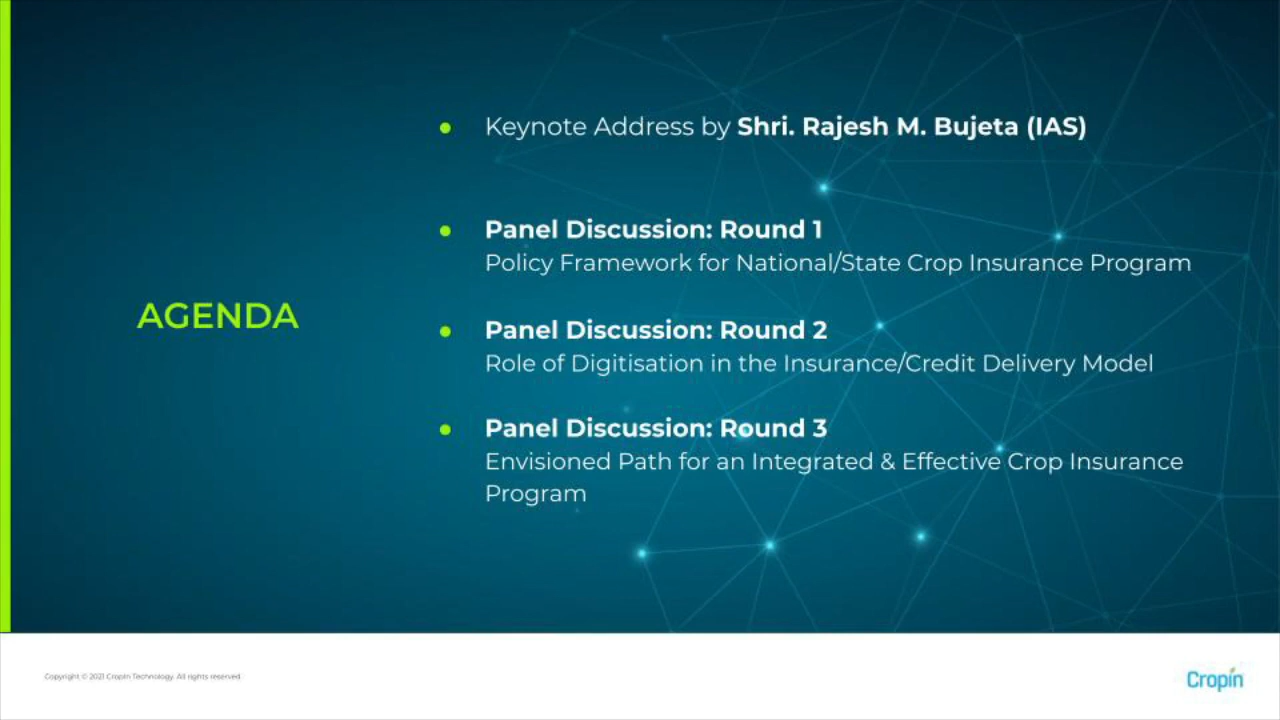 AGENDA
● Keynote Address by Shri. Rajesh M. Bujeta (IAS)
● Panel Discussion: Round 1
Policy Framework for National/State Crop Insurance Program
● Panel Discussion: Round 2
Role of Digitisation in the Insurance/Credit Delivery Model
● Panel Discussion: Round 3
Envisioned Path for an Integrated & Effective Crop Insurance
Program
Copyright © 2021 Cropin Technology. All rights reserved.
Cropin